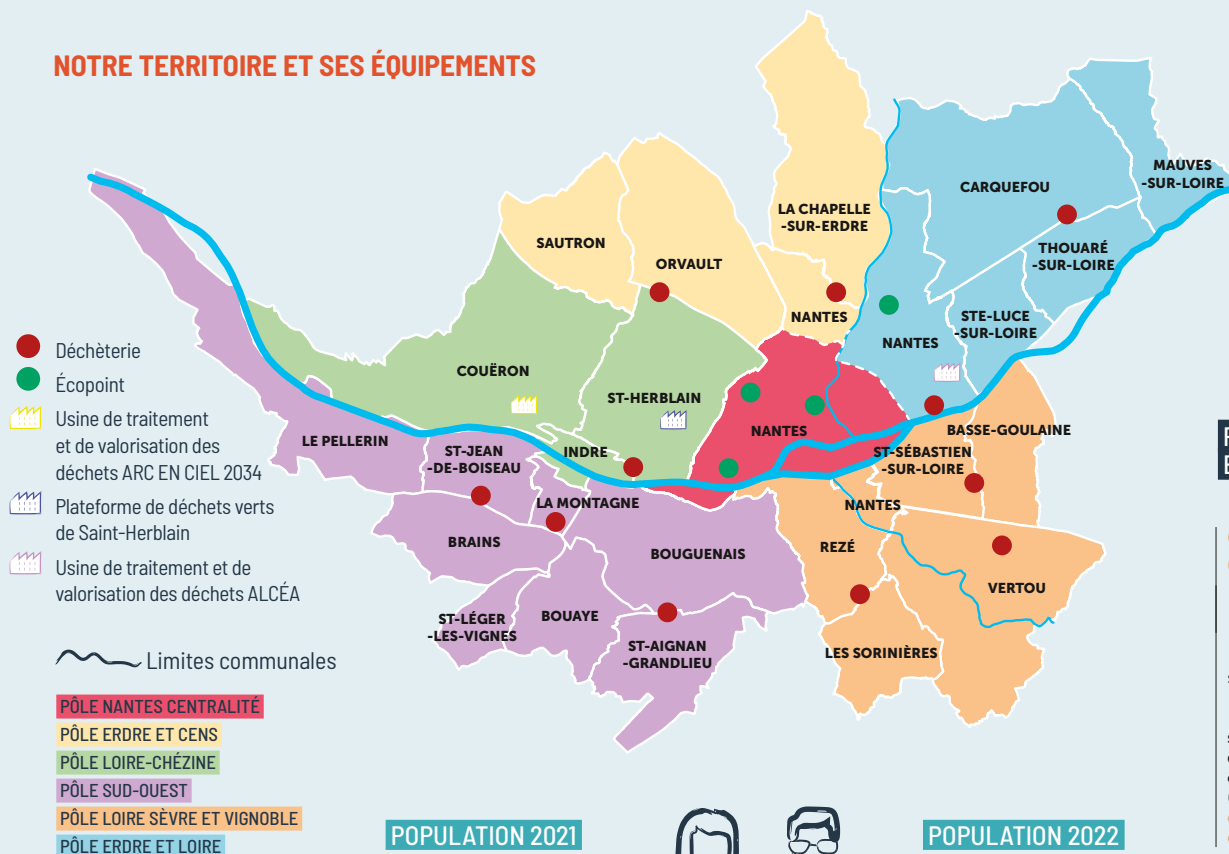 NOTRE TERRITOIRE ET SES ÉQUIPEMENTS
MAUVES
-SUR-LOIRE
CARQUEFOU
LA CHAPELLE
-SUR-ERDRE
THOUARÉ
-SUR-LOIRE
SAUTRON
ORVAULT
NANTES
STE-LUCE
-SUR-LOIRE
NANTES
COUËRON
ST-HERBLAIN
NANTES
BASSE-GOULAINE
LE PELLERIN
ST-JEAN
-DE-BOISEAU
INDRE
ST-SÉBASTIEN
-SUR-LOIRE
LA MONTAGNE
NANTES
BRAINS
BOUGUENAIS
REZÉ
VERTOU
ST-LÉGER
-LES-VIGNES
BOUAYE
ST-AIGNAN
-GRANDLIEU
LES SORINIÈRES
Déchèterie
Écopoint
Usine de traitement
et de valorisation des
déchets ARC EN CIEL 2034
Plateforme de déchets verts
de Saint-Herblain
Usine de traitement et de
valorisation des déchets ALCÉA
Limites communales
PÔLE NANTES CENTRALITÉ
PÔLE ERDRE ET CENS
PÔLE LOIRE-CHÉZINE
PÔLE SUD-OUEST
PÔLE LOIRE SÈVRE ET VIGNOBLE
PÔLE ERDRE ET LOIRE
POPULATION 2021
POPULATION 2022